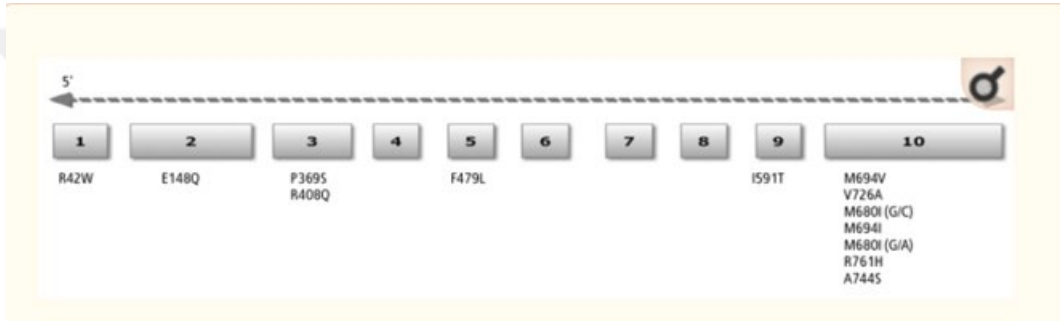 5'
1 2 3 4 5 6 7 8 9 10
R42W E148Q P369S F479L I591T M694V
R408Q V726A
M680I (G/C)
M694I
M680I (G/A)
R761H
A744S